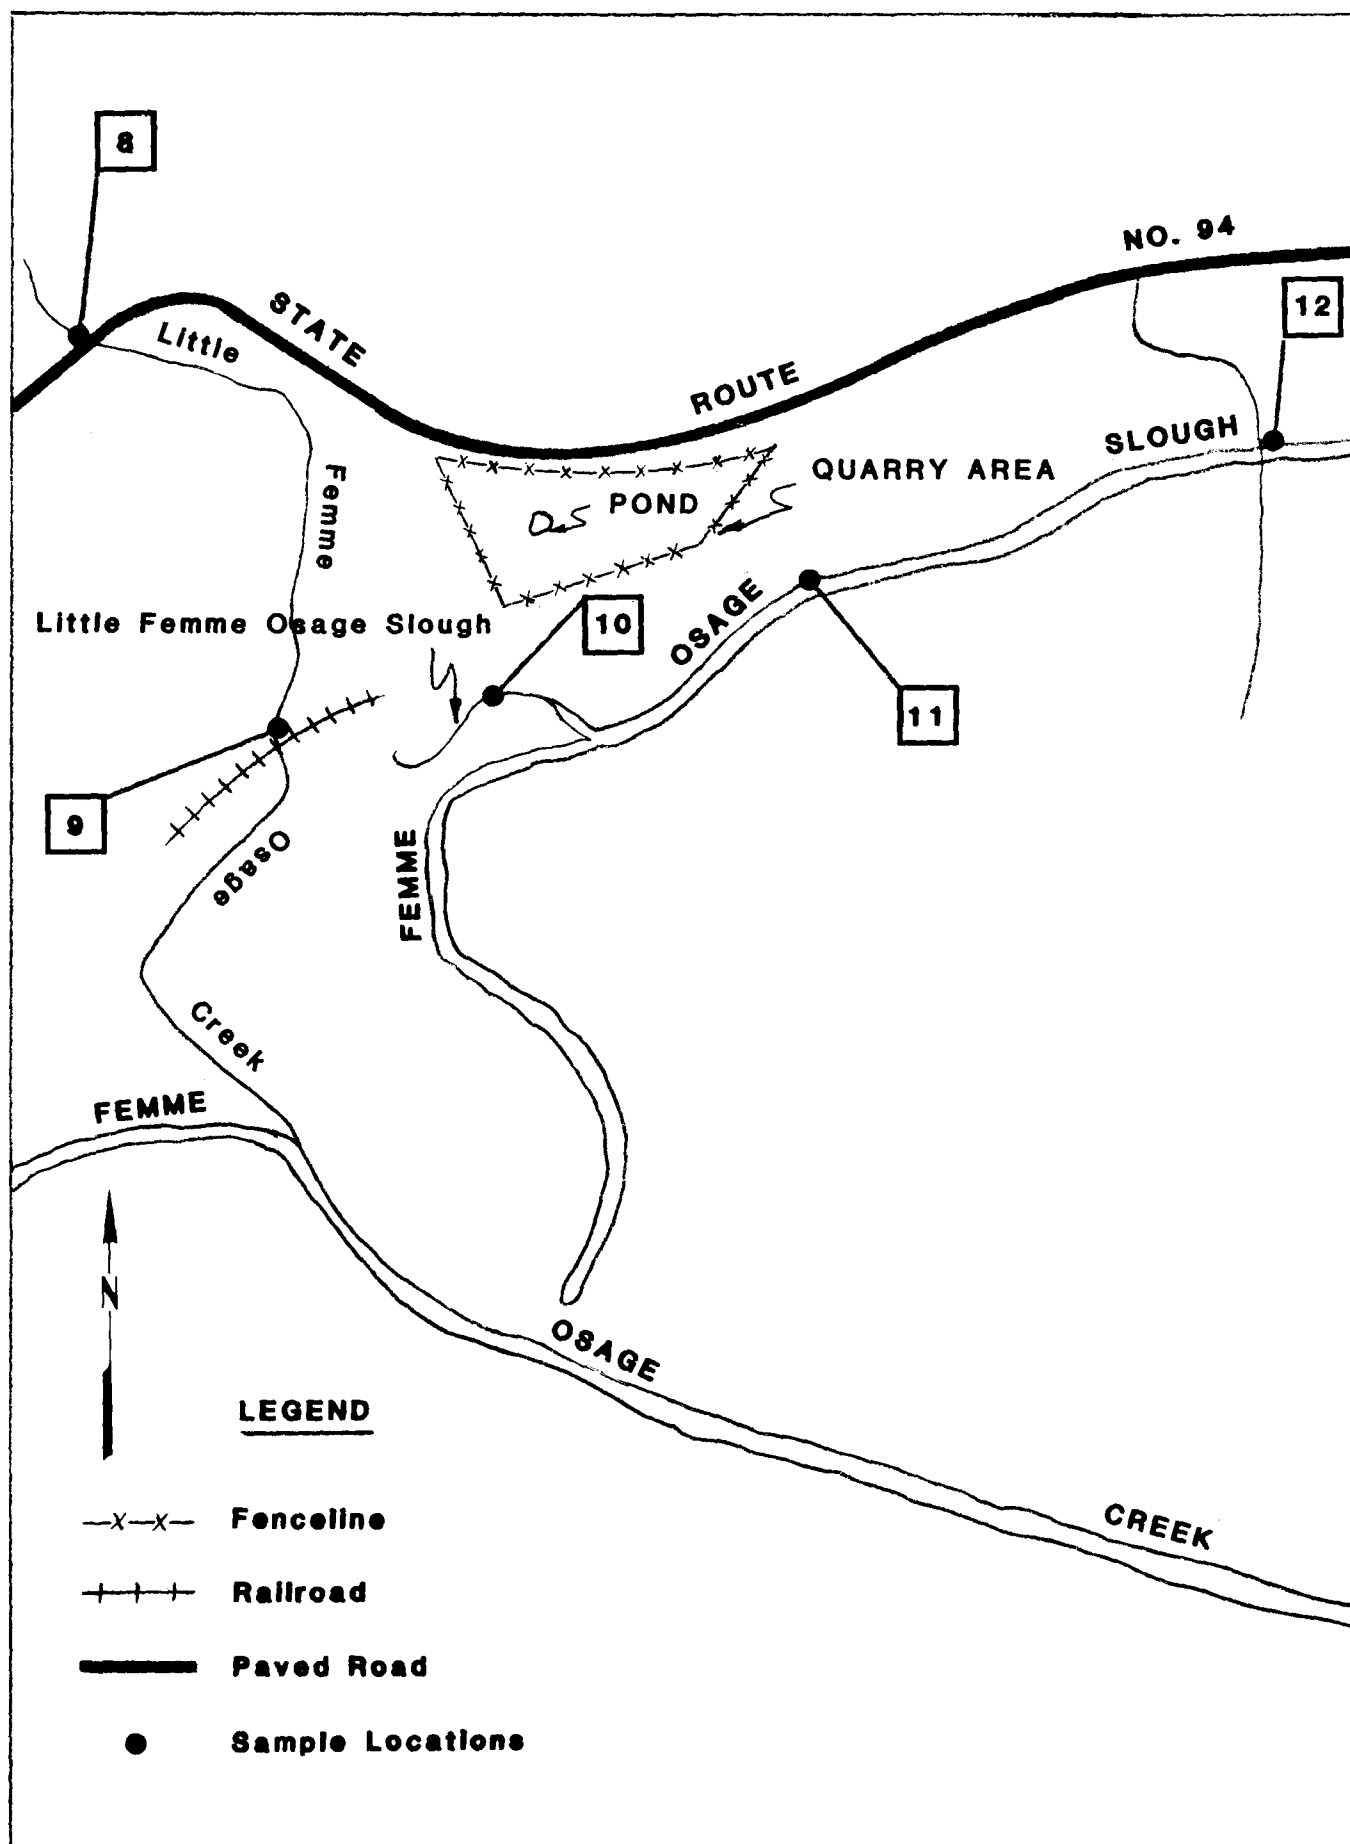 8
NO. 94
12
STATE
Little
ROUTE
SLOUGH
QUARRY AREA
Femme
POND
OSAGE
Little Femme Osage Slough
10
11
9
Osage
FEMME
Creek
FEMME
N
OSAGE
LEGEND
CREEK
Fenceline
Railroad
Paved Road
Sample Locations